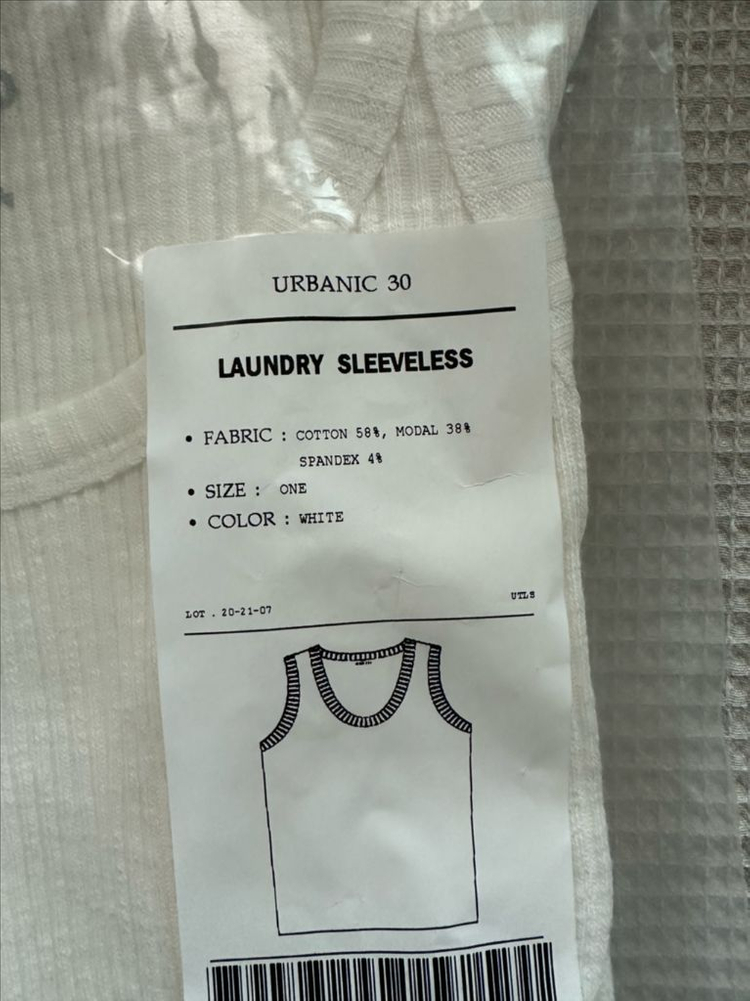 URBANIC 30
LAUNDRY SLEEVELESS
• FABRIC : COTTON 58%, MODAL 38%
SPANDEX 4%
• SIZE : ONE
• COLOR : WHITE
UTLS
LOT . 20-21-07